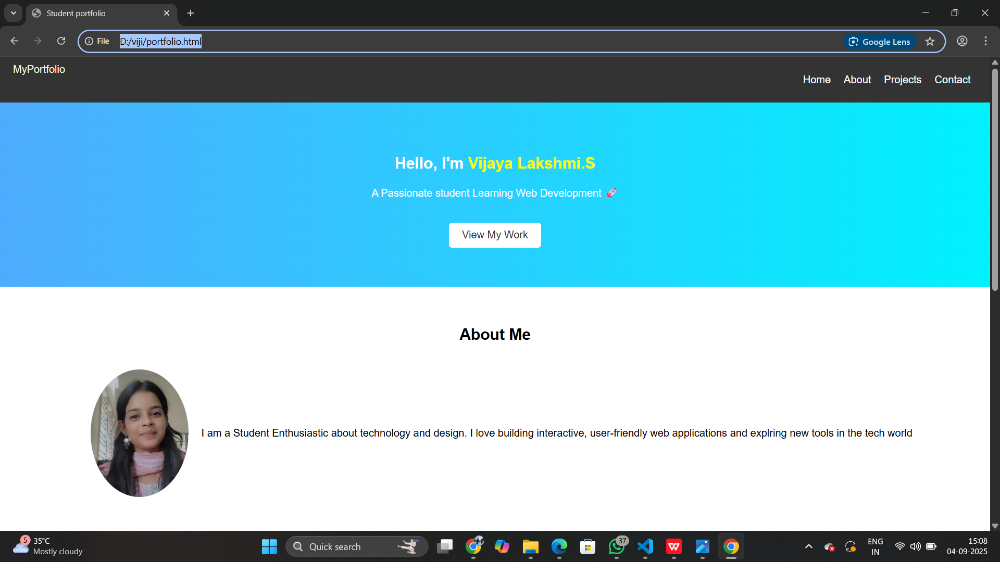 Student portfolio
File D:/viji/portfolio.html Google Lens
MyPortfolio
Home About Projects Contact
Hello, I'm Vijaya Lakshmi.S
A Passionate student Learning Web Development 🚀
View My Work
About Me
I am a Student Enthusiastic about technology and design. I love building interactive, user-friendly web applications and explring new tools in the tech world
5
35°C
Mostly cloudy
Quick search
37
W
ENG
IN
15:08
04-09-2025